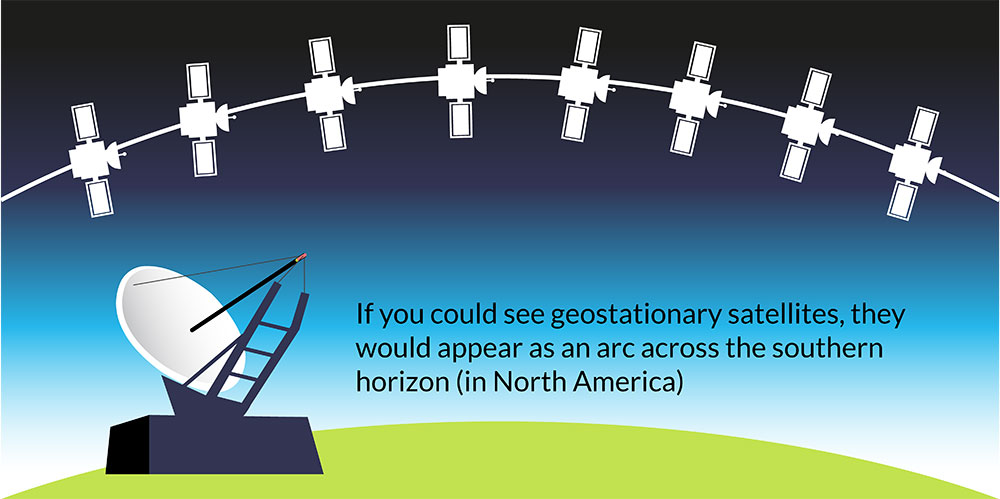 If you could see geostationary satellites, they
would appear as an arc across the southern
horizon (in North America)